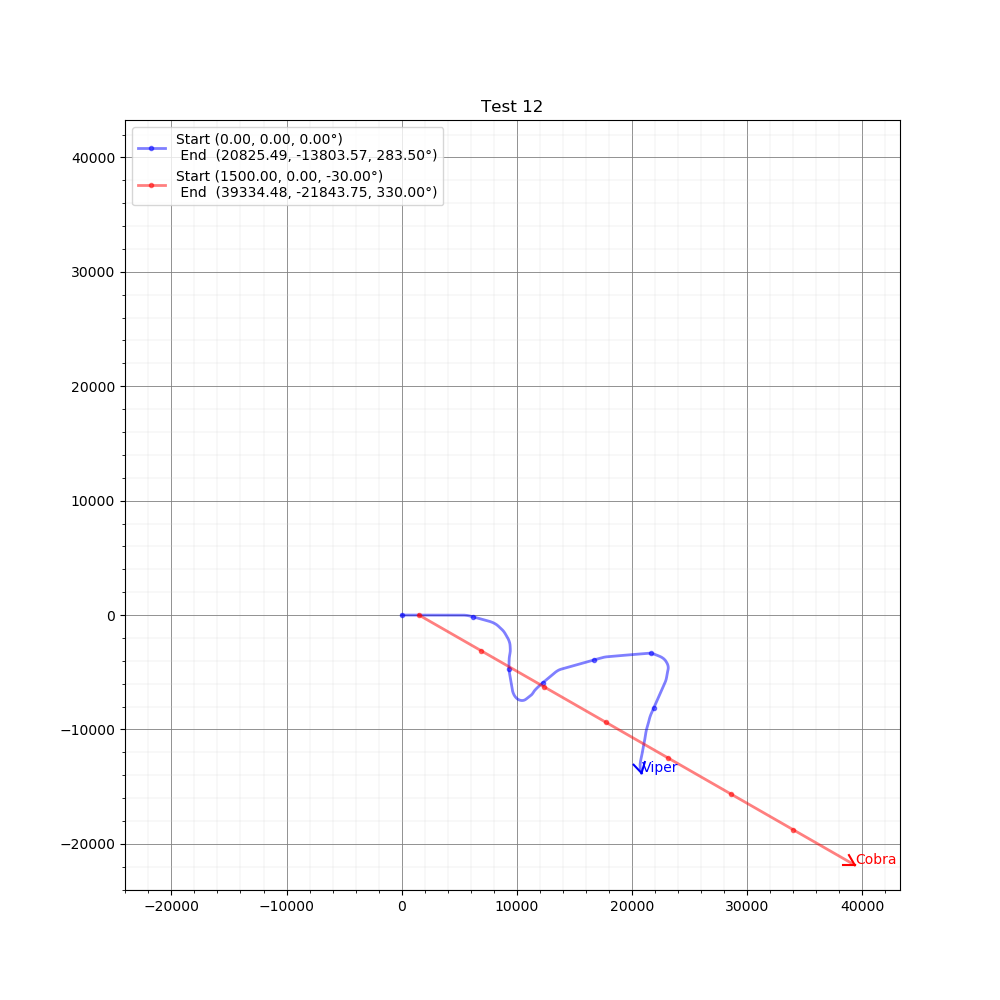 Test 12
Start (0.00, 0.00, 0.00°)
End  (20825.49, -13803.57, 283.50°)
Start (1500.00, 0.00, -30.00°)
End  (39334.48, -21843.75, 330.00°)
40000
30000
20000
10000
0
−10000
−20000
Viper
Cobra
−20000 −10000 0 10000 20000 30000 40000